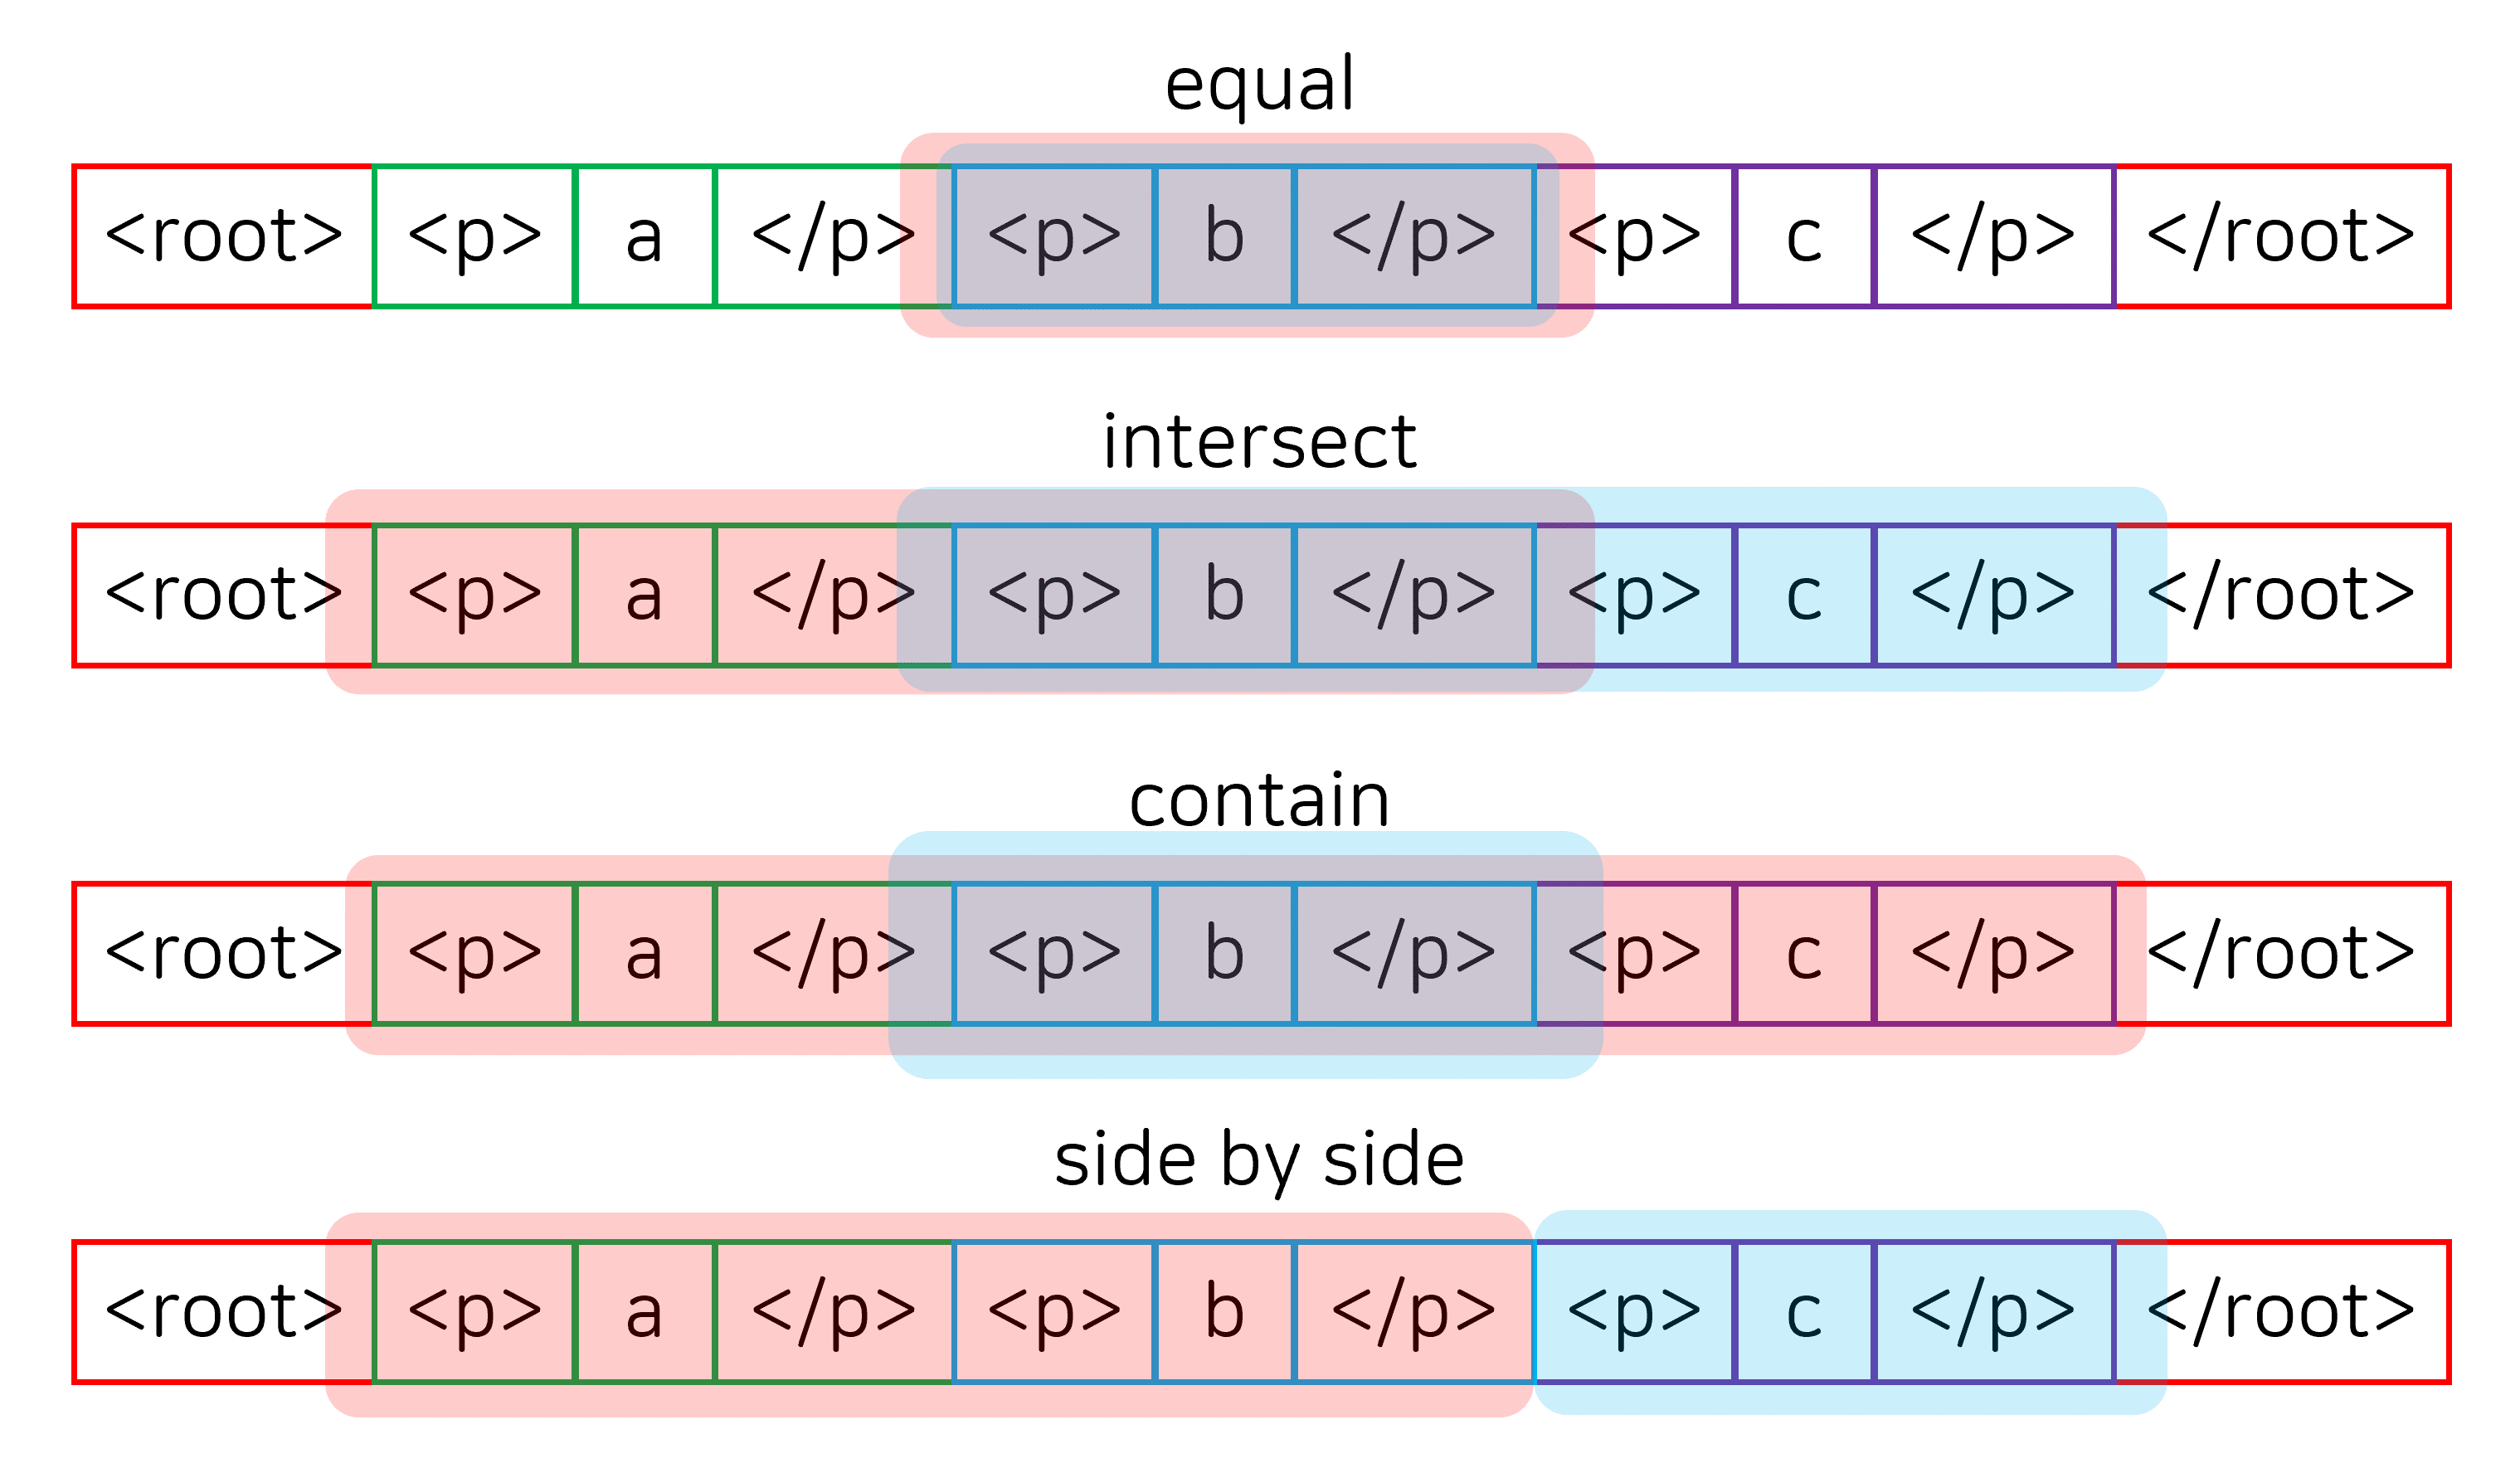 equal
<root> <p> a </p> <p> b </p> <p> c </p> </root>
intersect
<root> <p> a </p> <p> b </p> <p> c </p> </root>
contain
<root> <p> a </p> <p> b </p> <p> c </p> </root>
side by side
<root> <p> a </p> <p> b </p> <p> c </p> </root>